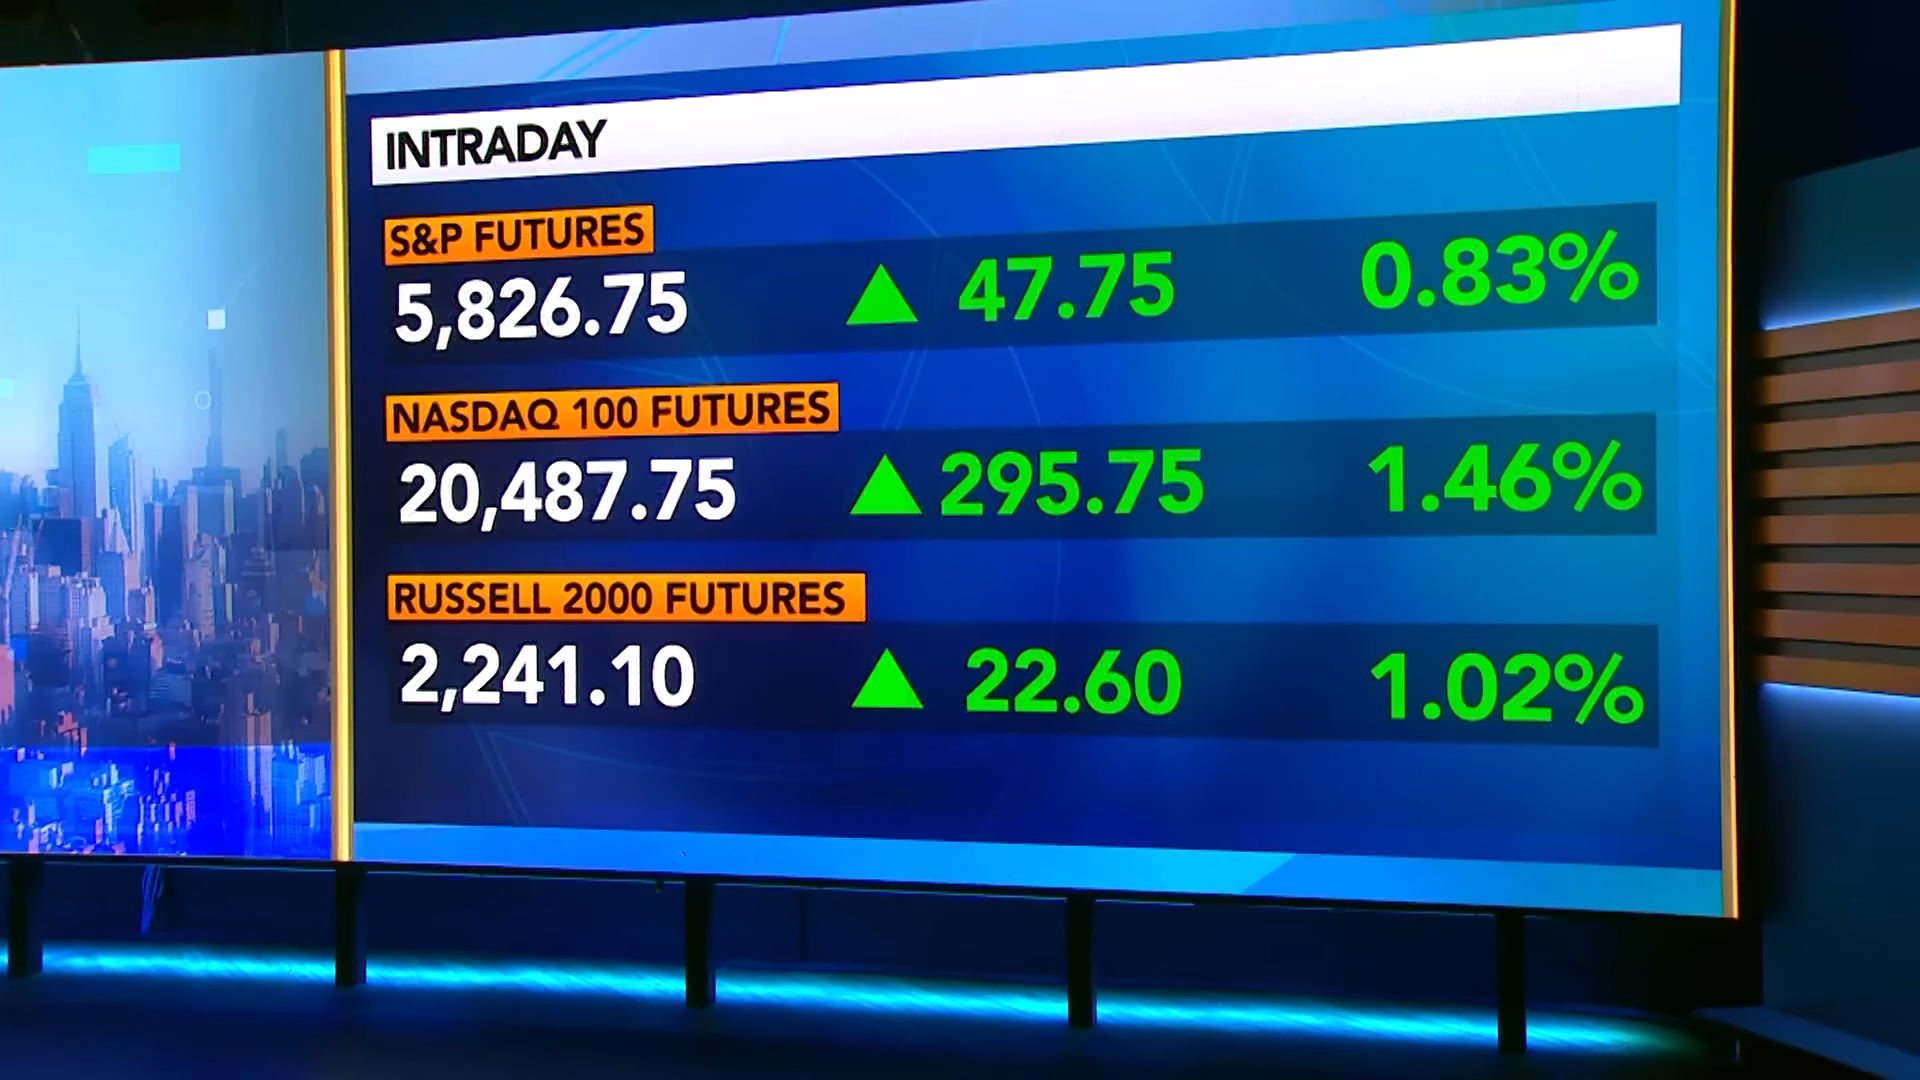 INTRADAY
S&P FUTURES
5,826.75 ▲ 47.75 0.83%
NASDAQ 100 FUTURES
20,487.75 ▲ 295.75 1.46%
RUSSELL 2000 FUTURES
2,241.10 ▲ 22.60 1.02%